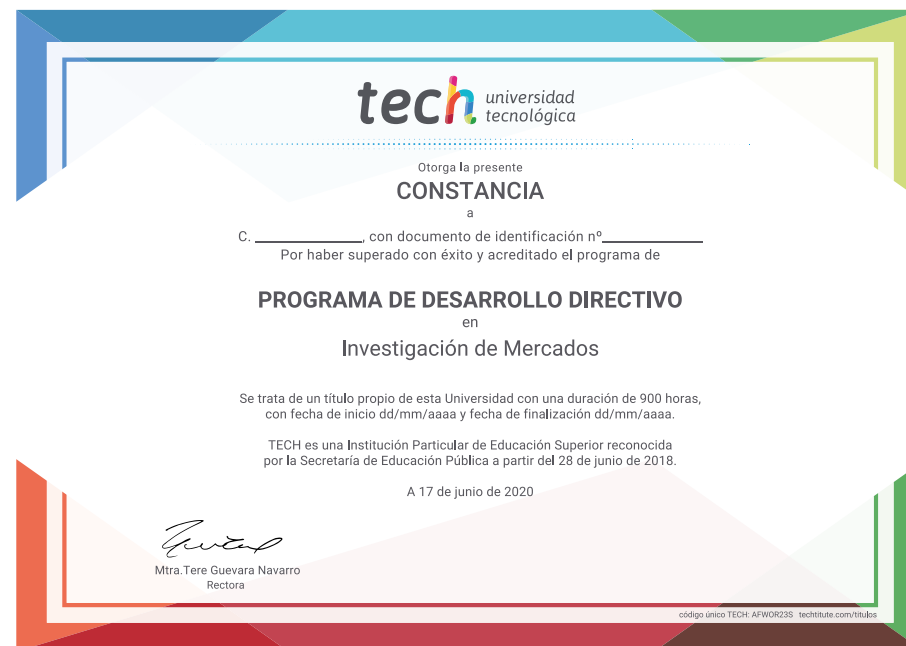 tech universidad
tecnológica
Otorga la presente
CONSTANCIA
a
C. ______________, con documento de identificación nº_____________
Por haber superado con éxito y acreditado el programa de
PROGRAMA DE DESARROLLO DIRECTIVO
en
Investigación de Mercados
Se trata de un título propio de esta Universidad con una duración de 900 horas,
con fecha de inicio dd/mm/aaaa y fecha de finalización dd/mm/aaaa.
TECH es una Institución Particular de Educación Superior reconocida
por la Secretaría de Educación Pública a partir del 28 de junio de 2018.
A 17 de junio de 2020
Mtra.Tere Guevara Navarro
Rectora
código único TECH: AFWOR23S techtitute.com/titulos